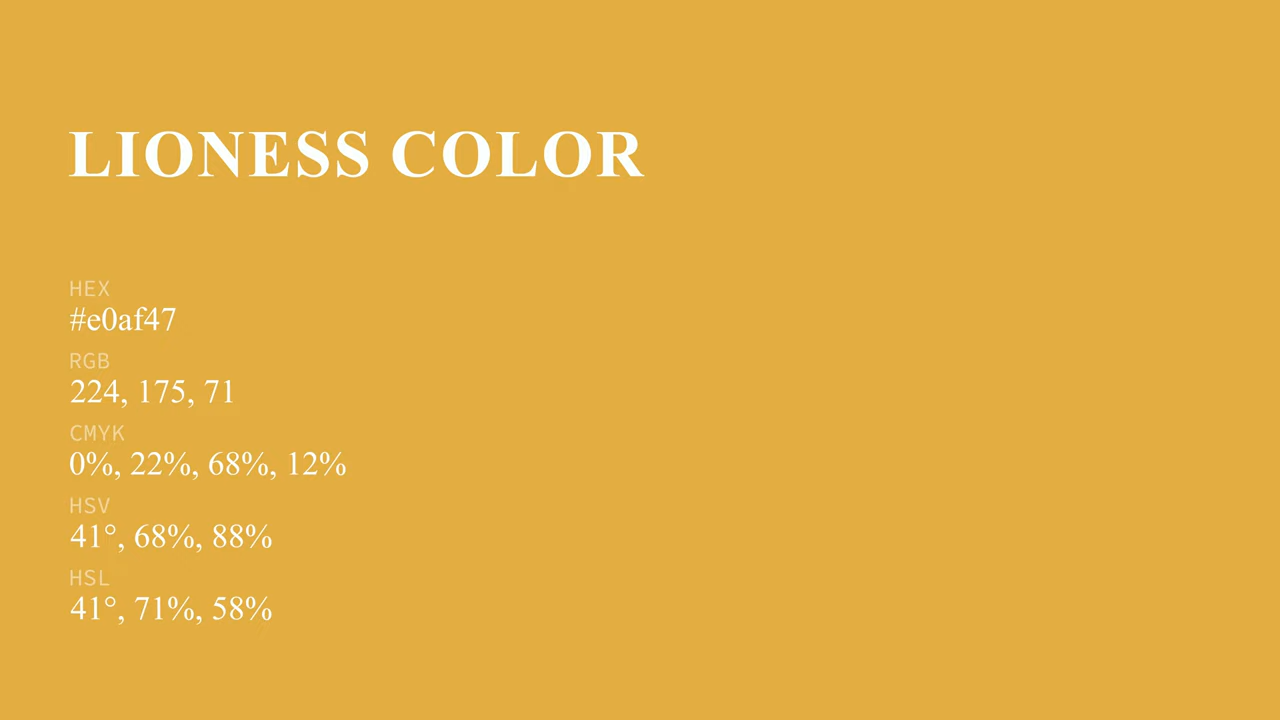 LIONESS COLOR
HEX
#e0af47
RGB
224, 175, 71
CMYK
0%, 22%, 68%, 12%
HSV
41°, 68%, 88%
HSL
41°, 71%, 58%